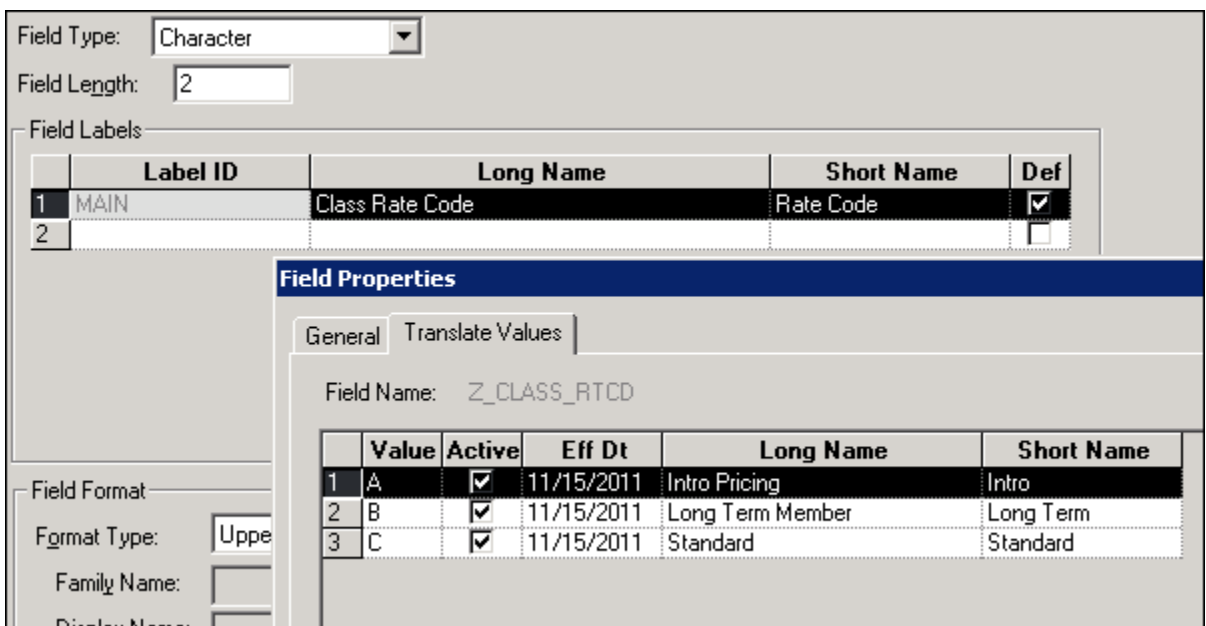 Field Type: Character
Field Length: 2
Field Labels
Label ID Long Name Short Name Def
1 MAIN Class Rate Code Rate Code
2
Field Properties
General Translate Values
Field Name: Z_CLASS_RTCD
Value Active Eff Dt Long Name Short Name
1 A 11/15/2011 Intro Pricing Intro
2 B 11/15/2011 Long Term Member Long Term
3 C 11/15/2011 Standard Standard
Field Format
Format Type: Uppe
Family Name:
Display Name: